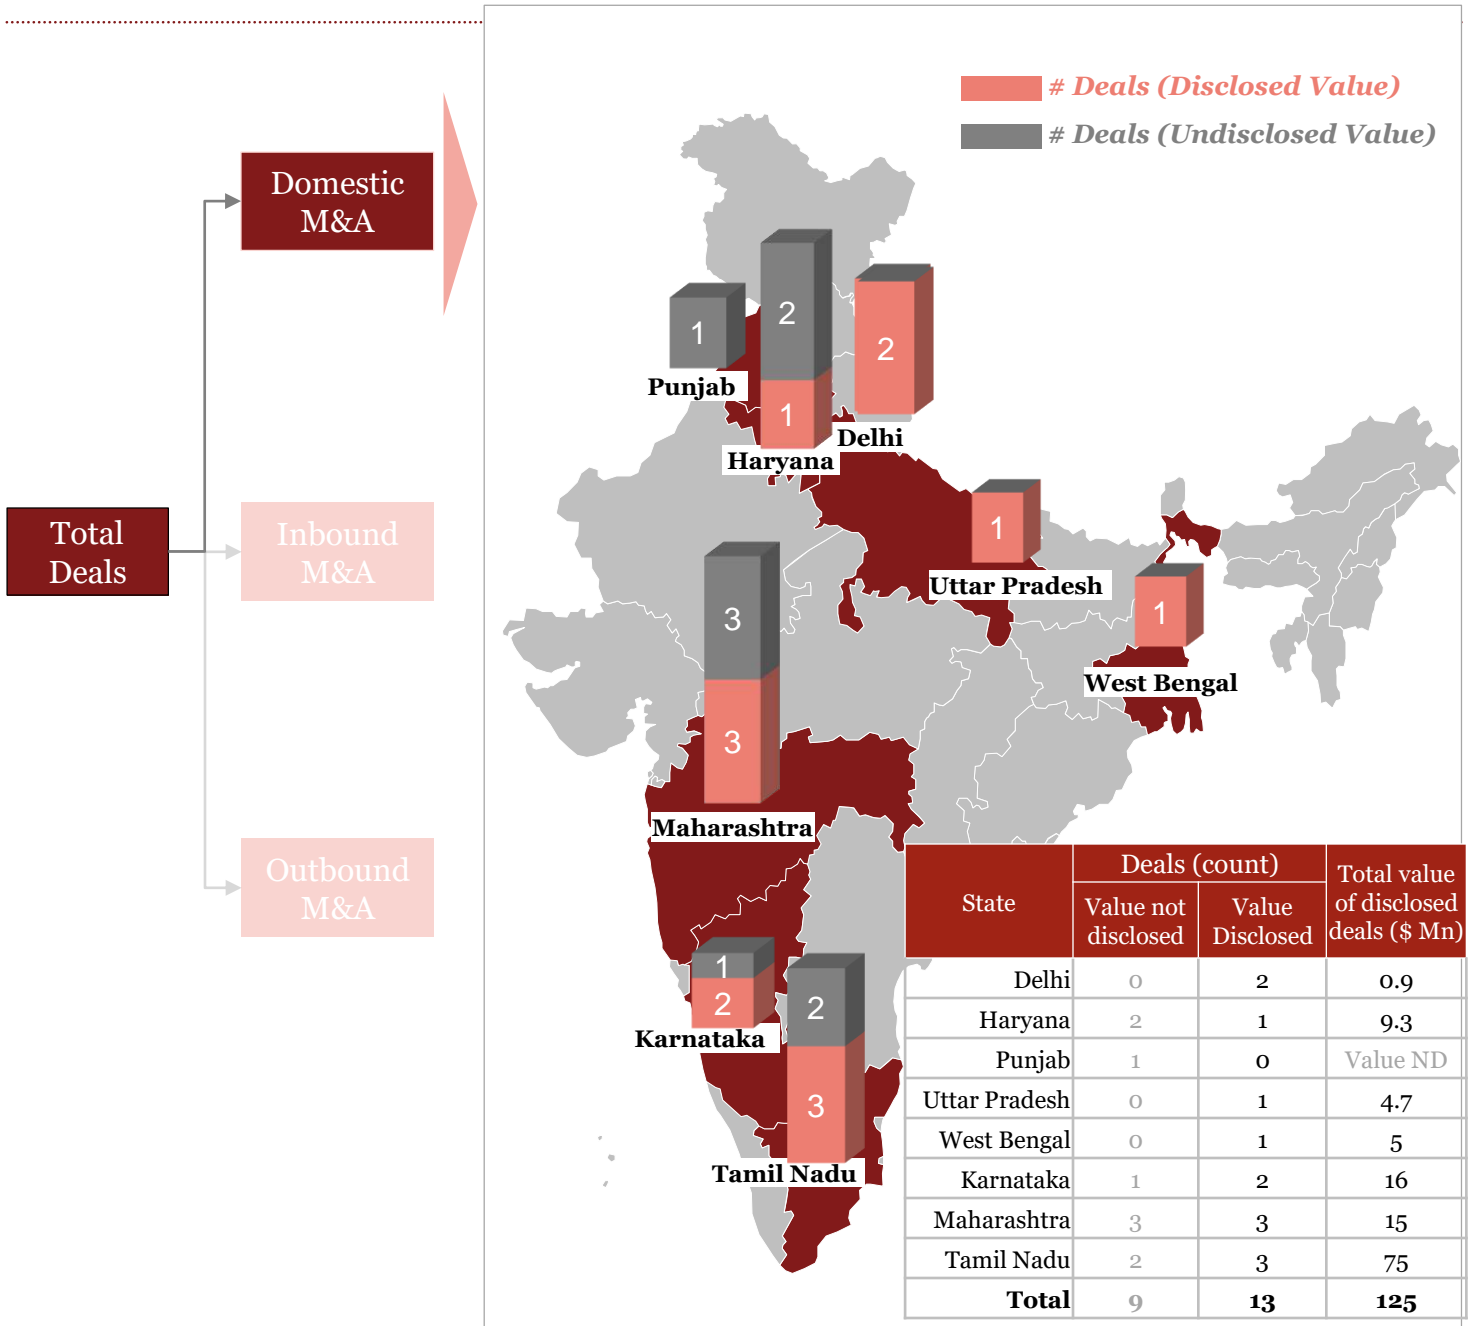 # Deals (Disclosed Value)
# Deals (Undisclosed Value)
Domestic
M&A
Total
Deals
Inbound
M&A
Outbound
M&A
1
Punjab
2
1
Haryana
2
Delhi
1
Uttar Pradesh
1
West Bengal
3
3
Maharashtra
1
2
Karnataka
2
3
Tamil Nadu
State
Deals (count)
Value not
disclosed
Value
Disclosed
Total value
of disclosed
deals ($ Mn)
Delhi 0 2 0.9
Haryana 2 1 9.3
Punjab 1 0 Value ND
Uttar Pradesh 0 1 4.7
West Bengal 0 1 5
Karnataka 1 2 16
Maharashtra 3 3 15
Tamil Nadu 2 3 75
Total 9 13 125